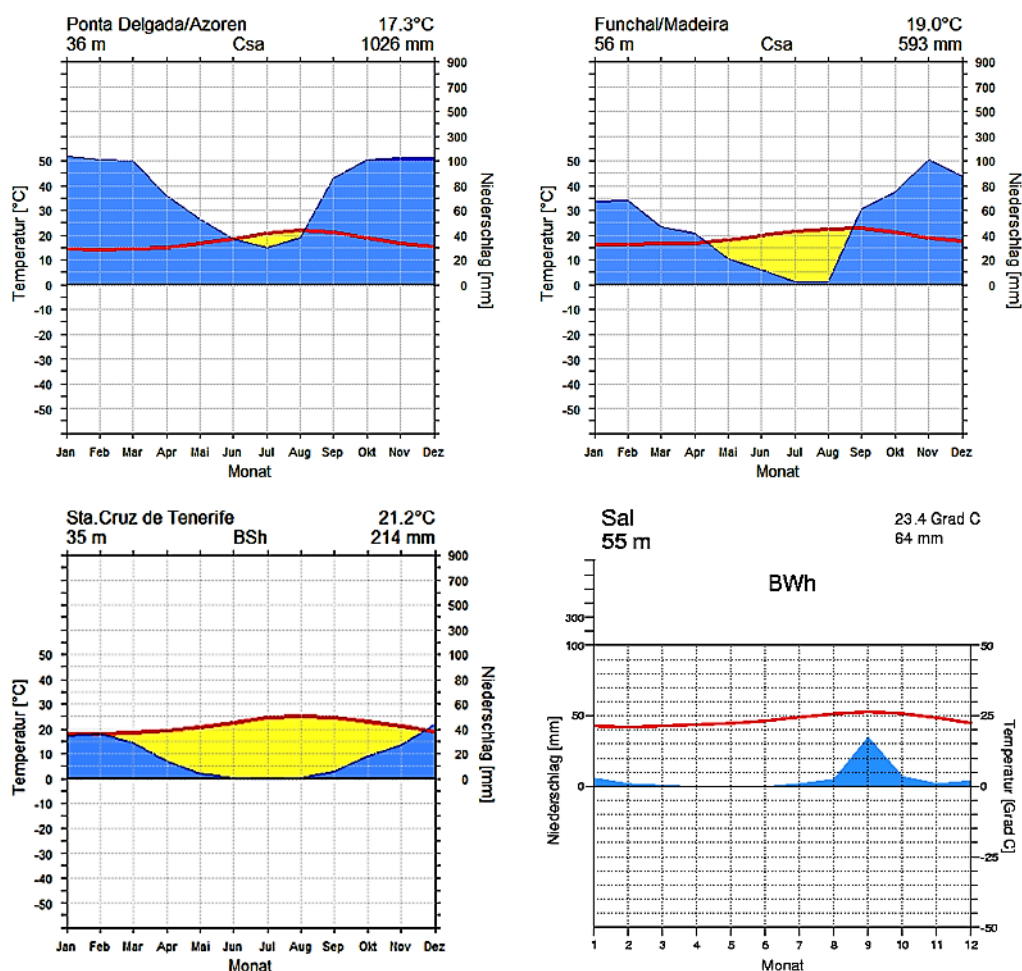 Ponta Delgada/Azoren 17.3°C
36 m Csa 1026 mm
900
700
500
300
50 100
40 80
30 60
20 40
10 20
0 0
-10
-20
-30
-40
-50
Temperatur [°C]
Niederschlag [mm]
Jan Feb Mar Apr Mai Jun Jul Aug Sep Okt Nov Dez
Monat
Funchal/Madeira 19.0°C
56 m Csa 593 mm
900
700
500
300
50 100
40 80
30 60
20 40
10 20
0 0
-10
-20
-30
-40
-50
Temperatur [°C]
Niederschlag [mm]
Jan Feb Mar Apr Mai Jun Jul Aug Sep Okt Nov Dez
Monat
Sta.Cruz de Tenerife 21.2°C
35 m BSh 214 mm
900
700
500
300
50 100
40 80
30 60
20 40
10 20
0 0
-10
-20
-30
-40
-50
Temperatur [°C]
Niederschlag [mm]
Jan Feb Mar Apr Mai Jun Jul Aug Sep Okt Nov Dez
Monat
Sal 23.4 Grad C
55 m 64 mm
BWh
300
100 50
50 25
0 0
-25
-50
Niederschlag [mm]
Temperatur [Grad C]
1 2 3 4 5 6 7 8 9 10 11 12
Monat